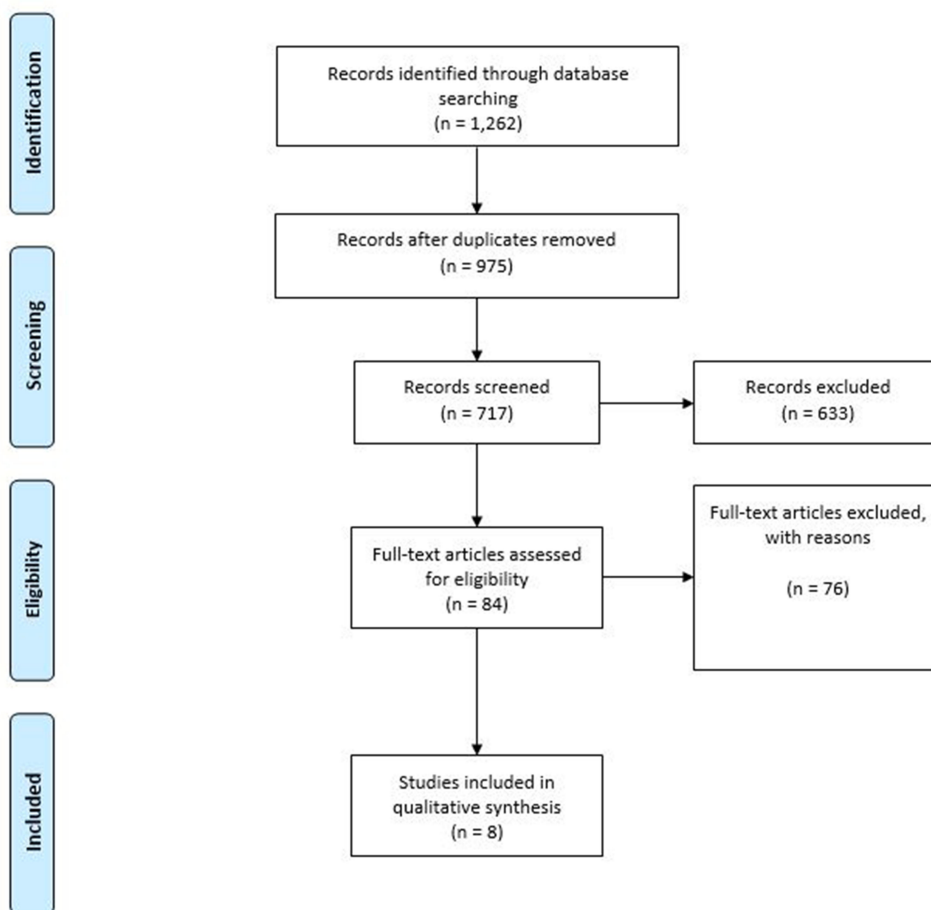 Identification
Records identified through database
searching
(n = 1,262)
Records after duplicates removed
(n = 975)
Screening
Records screened
(n = 717)
Records excluded
(n = 633)
Eligibility
Full-text articles assessed
for eligibility
(n = 84)
Full-text articles excluded,
with reasons
(n = 76)
Included
Studies included in
qualitative synthesis
(n = 8)